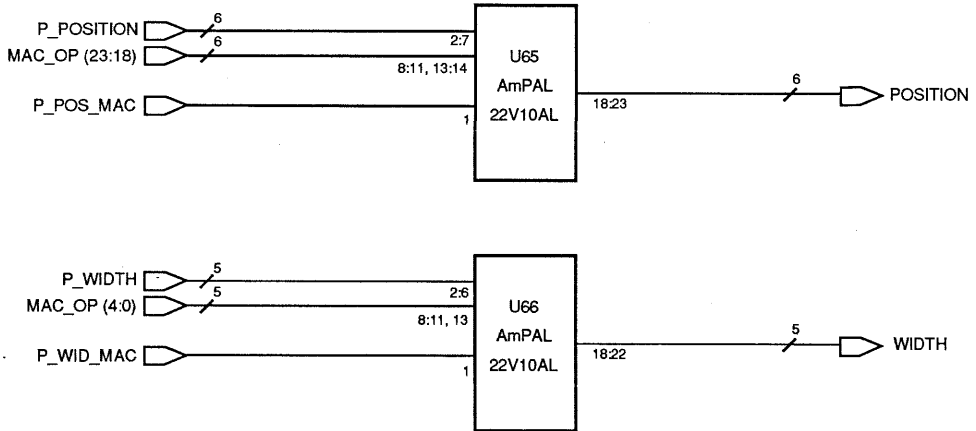 P_POSITION
6
2:7
MAC_OP (23:18)
6
8:11, 13:14
P_POS_MAC
1
U65
AmPAL
22V10AL
18:23
6
POSITION
P_WIDTH
5
2:6
MAC_OP (4:0)
5
8:11, 13
P_WID_MAC
1
U66
AmPAL
22V10AL
18:22
5
WIDTH